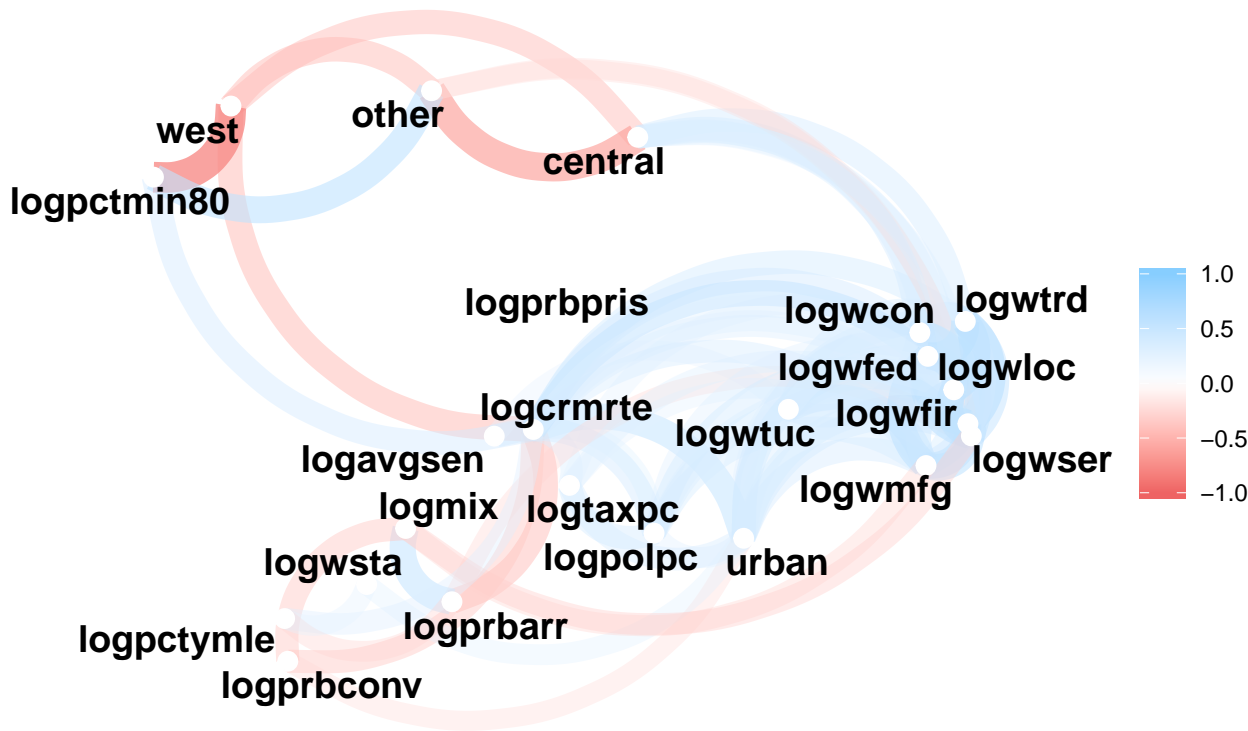 west
other
central
logpctmin80
logprbpris
logwcon
logwtrd
logwfed
logwloc
logcrmrte
logwfir
logwtuc
logavgsen
logwser
logmix
logtaxpc
logwmfg
logwsta
logpolpc
urban
logprbarr
logpctymle
logprbconv
1.0
0.5
0.0
−0.5
−1.0